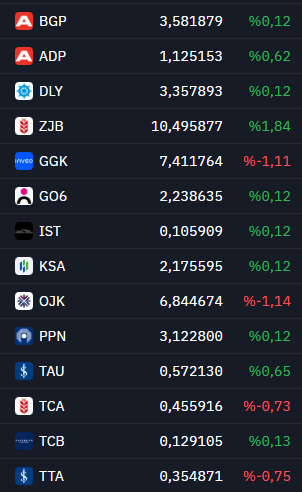 BGP 3,581879 %0,12
ADP 1,125153 %0,62
DLY 3,357893 %0,12
ZJB 10,495877 %1,84
GGK 7,411764 %-1,11
GO6 2,238635 %0,12
IST 0,105909 %0,12
KSA 2,175595 %0,12
OJK 6,844674 %-1,14
PPN 3,122800 %0,12
TAU 0,572130 %0,65
TCA 0,455916 %-0,73
TCB 0,129105 %0,13
TTA 0,354871 %-0,75